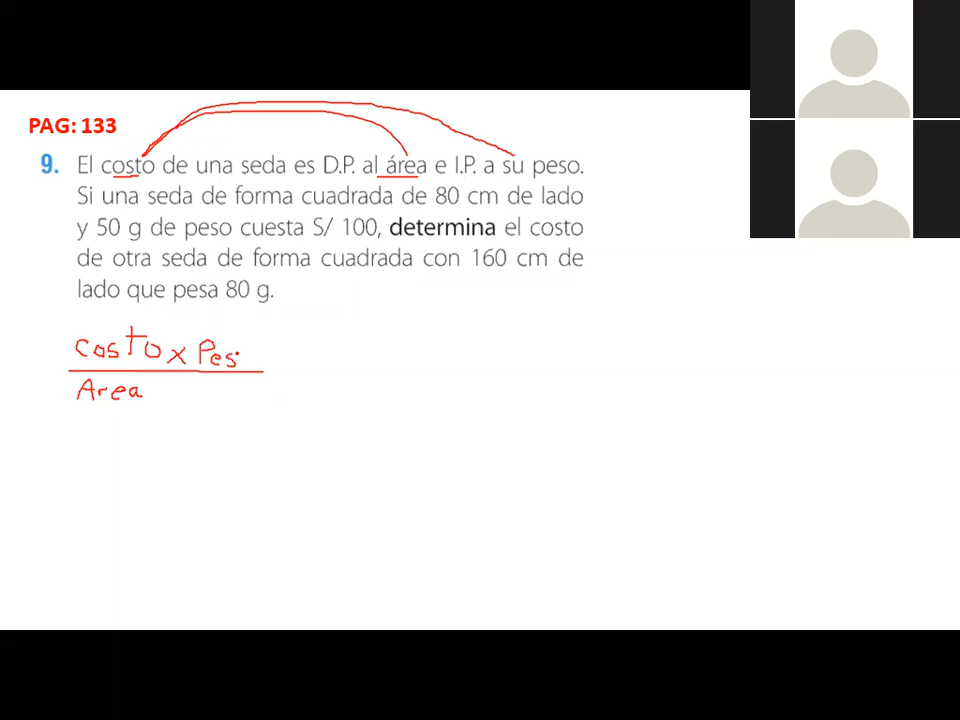 PAG: 133
9. El costo de una seda es D.P. al área e I.P. a su peso.
Si una seda de forma cuadrada de 80 cm de lado
y 50 g de peso cuesta S/ 100, determina el costo
de otra seda de forma cuadrada con 160 cm de
lado que pesa 80 g.
Costo x Pes
Area